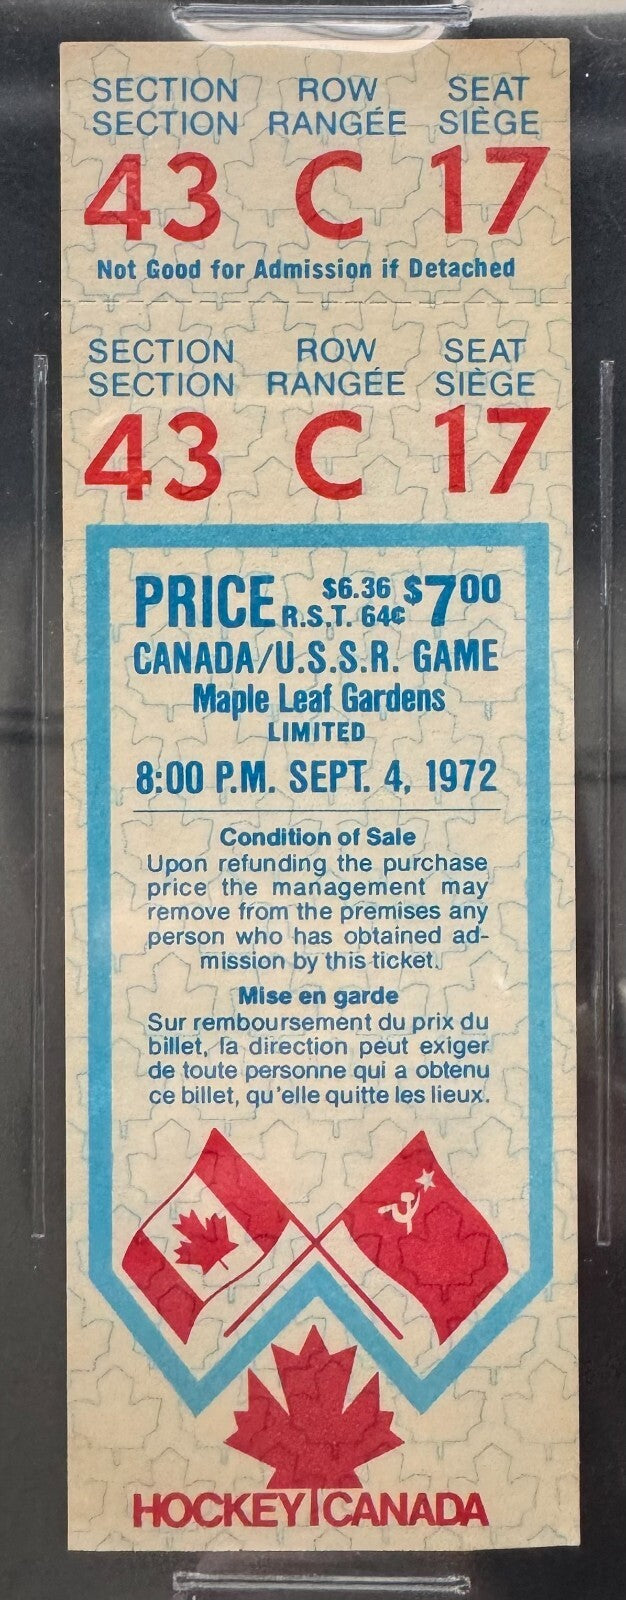 SECTION ROW SEAT
SECTION RANGÉE SIÈGE
43 C 17
Not Good for Admission if Detached
SECTION ROW SEAT
SECTION RANGÉE SIÈGE
43 C 17
PRICE $6.36 R.S.T. 64¢ $7.00
CANADA/U.S.S.R. GAME
Maple Leaf Gardens
LIMITED
8:00 P.M. SEPT. 4, 1972
Condition of Sale
Upon refunding the purchase
price the management may
remove from the premises any
person who has obtained ad-
mission by this ticket.
Mise en garde
Sur remboursement du prix du
billet, la direction peut exiger
de toute personne qui a obtenu
ce billet, qu'elle quitte les lieux.
HOCKEY CANADA